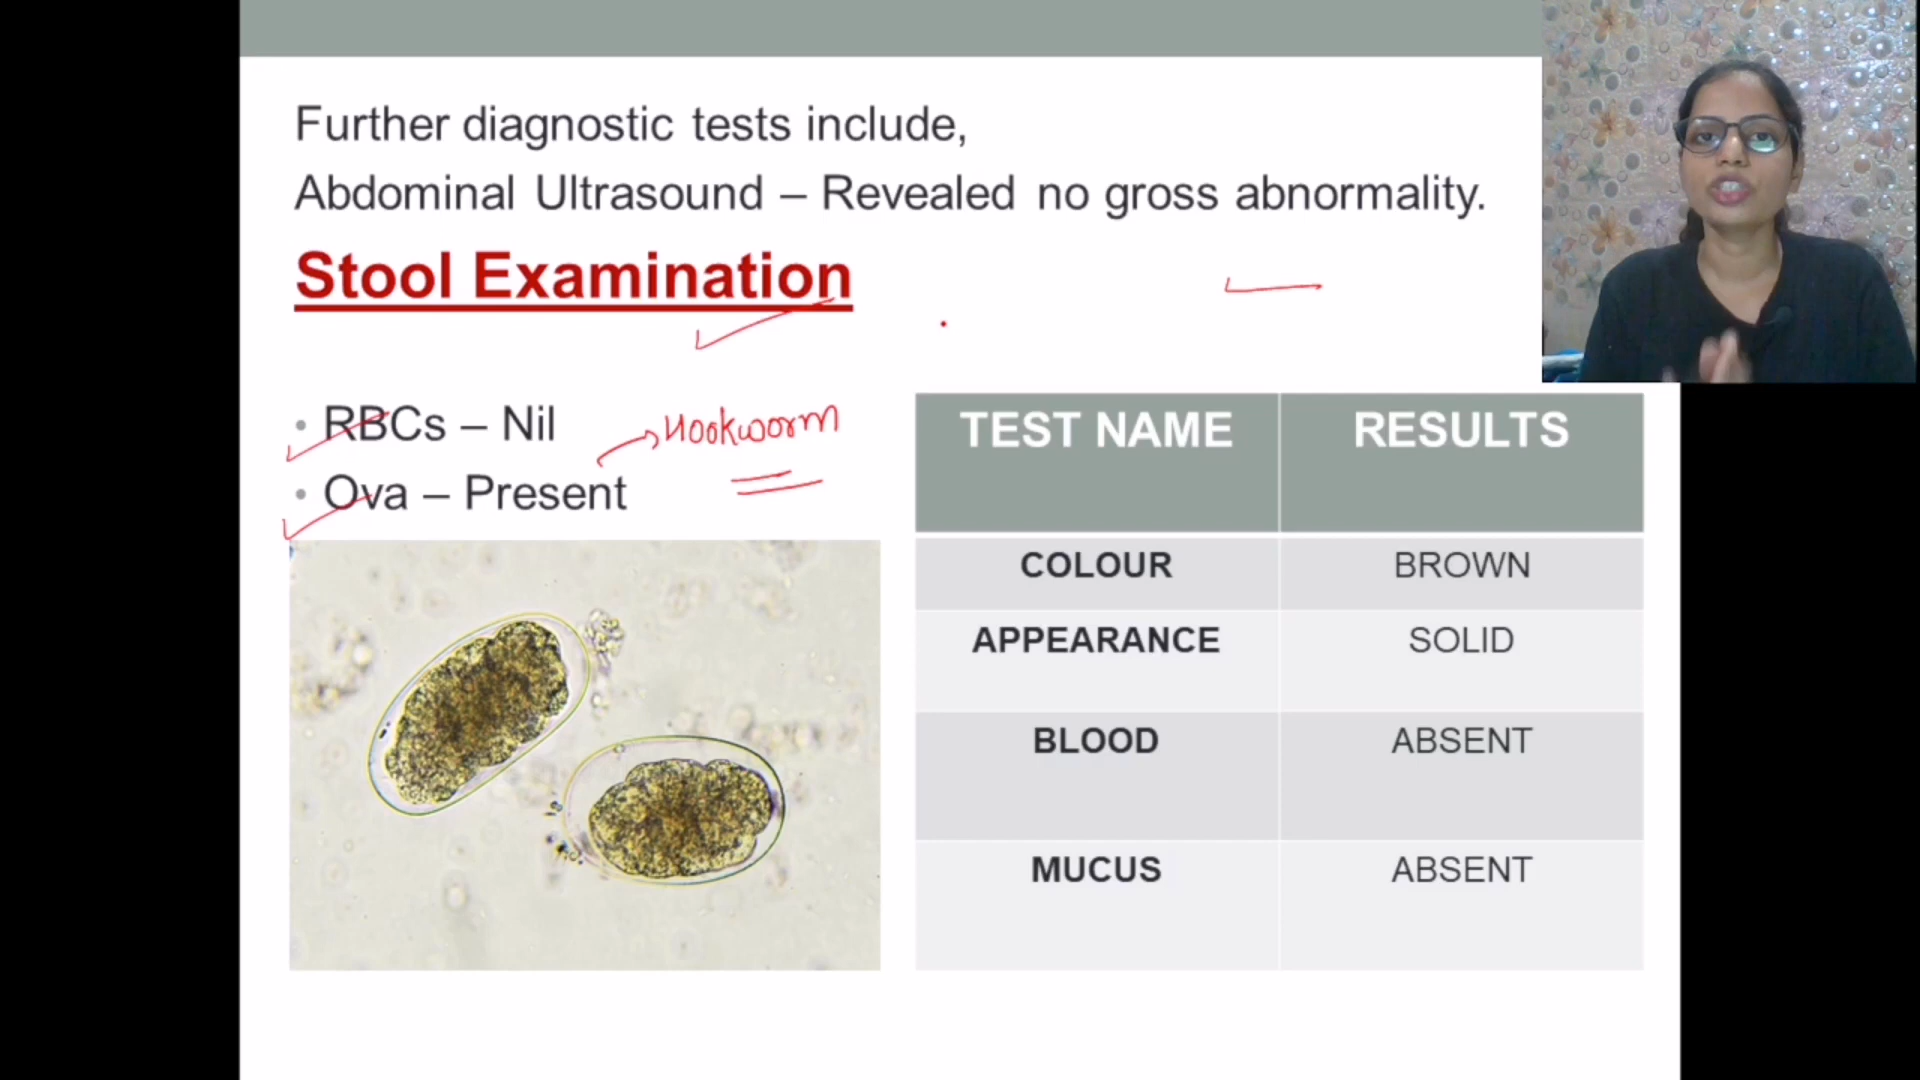 Further diagnostic tests include,
Abdominal Ultrasound – Revealed no gross abnormality.
Stool Examination
• RBCs – Nil
Hookworm
• Ova – Present
TEST NAME RESULTS
COLOUR BROWN
APPEARANCE SOLID
BLOOD ABSENT
MUCUS ABSENT